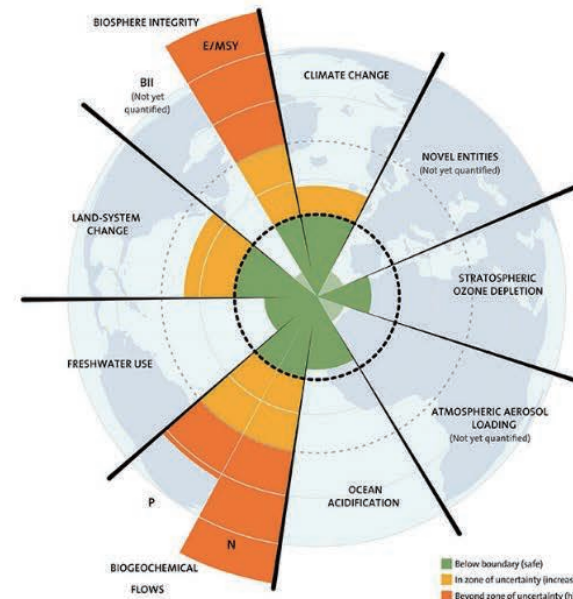 BIOSPHERE INTEGRITY
E/MSY
BII
(Not yet
quantified)
CLIMATE CHANGE
NOVEL ENTITIES
(Not yet quantified)
LAND-SYSTEM
CHANGE
STRATOSPHERIC
OZONE DEPLETION
FRESHWATER USE
ATMOSPHERIC AEROSOL
LOADING
(Not yet quantified)
OCEAN
ACIDIFICATION
P
N
BIOGEOCHEMICAL
FLOWS
Below boundary (safe)
In zone of uncertainty (increas
Beyond zone of uncertainty (h